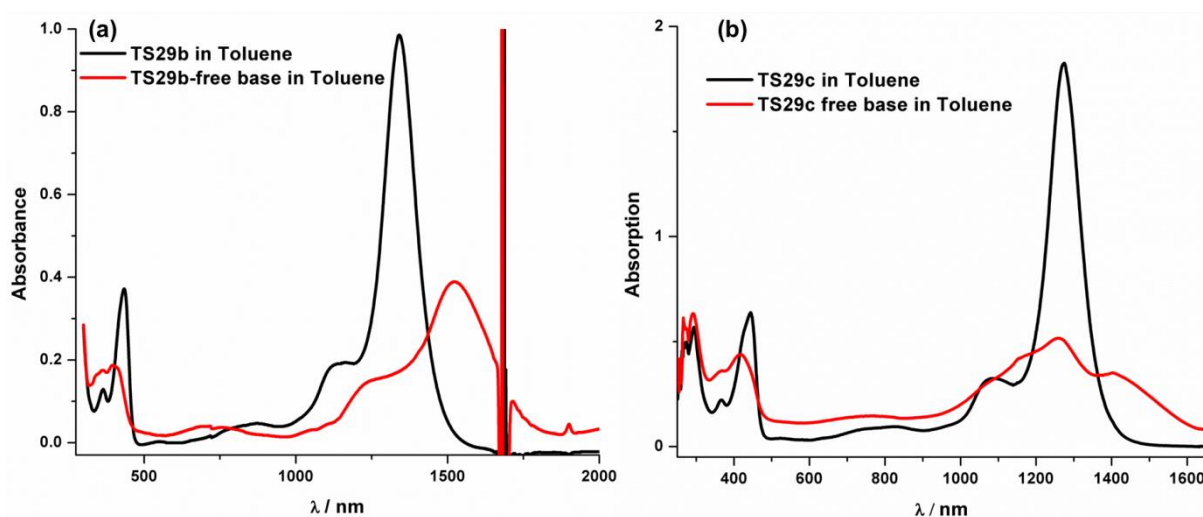 (a)
TS29b in Toluene
TS29b-free base in Toluene
1.0
0.8
0.6
0.4
0.2
0.0
Absorbance
500
1000
1500
2000
λ / nm
(b)
TS29c in Toluene
TS29c free base in Toluene
2
1
0
Absorption
400
600
800
1000
1200
1400
1600
λ / nm